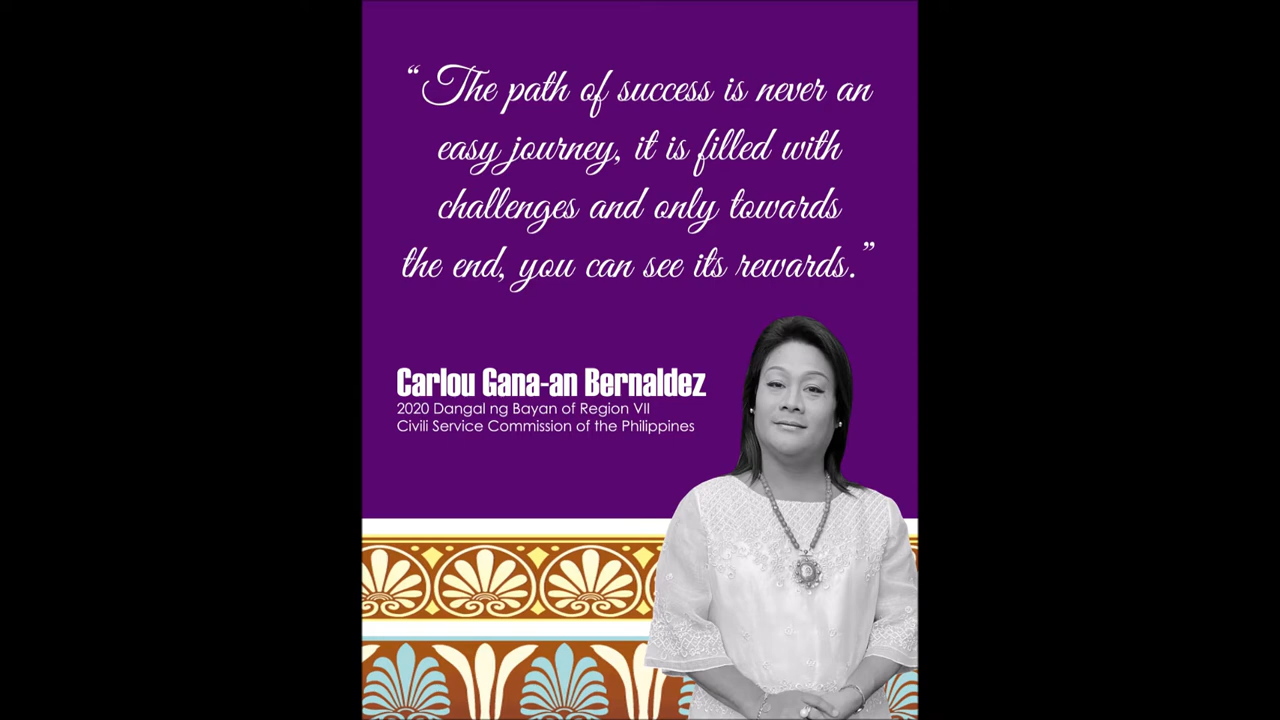 “The path of success is never an
easy journey, it is filled with
challenges and only towards
the end, you can see its rewards.”
Carlou Gana-an Bernaldez
2020 Dangal ng Bayan of Region VII
Civili Service Commission of the Philippines